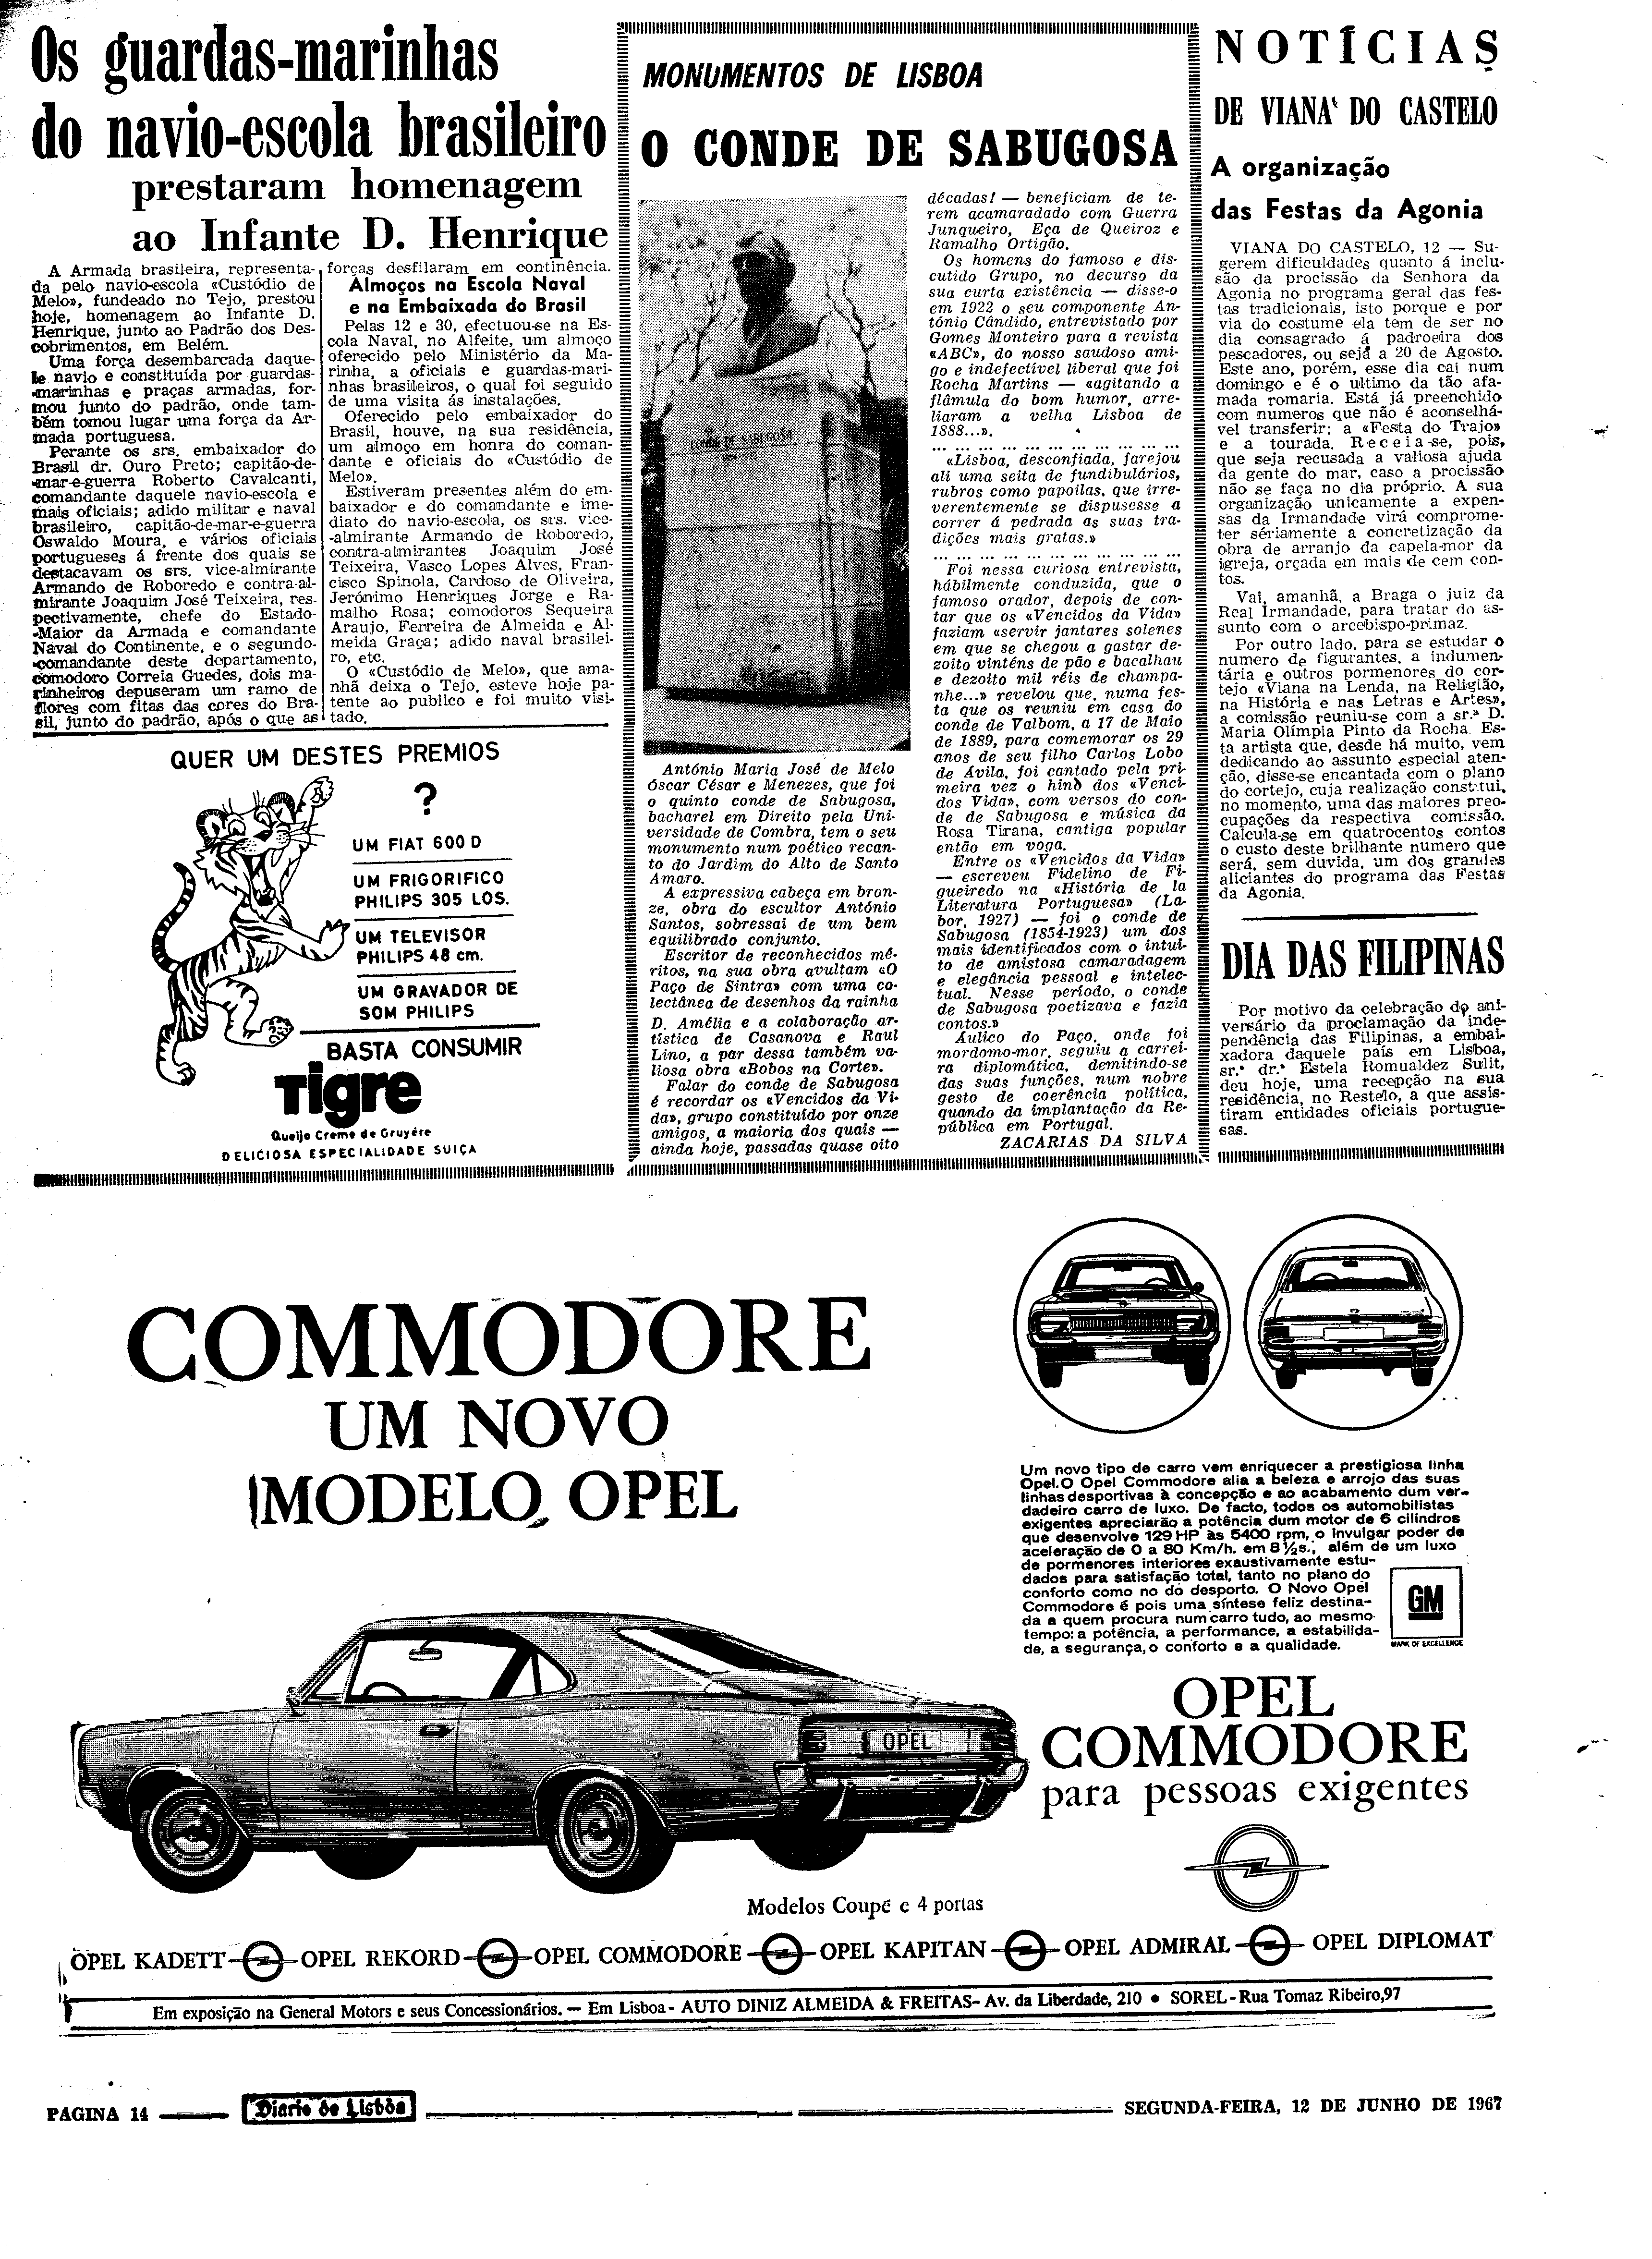 Os guardas-marinhas
do navio-escola brasileiro
prestaram homenagem
ao Infante D. Henrique
A Armada brasileira, representa-
da pelo navio-escola «Custódio de
Melo», fundeado no Tejo, prestou
hoje, homenagem ao Infante D.
Henrique, junto ao Padrão dos Des-
cobrimentos, em Belém.
Uma força desembarcada daque-
le navio e constituída por guardas-
-marinhas e praças armadas, for-
mou junto do padrão, onde tam-
bém tomou lugar uma força da Ar-
mada portuguesa.
Perante os srs. embaixador do
Brasil dr. Ouro Preto; capitão-de-
-mar-e-guerra Roberto Cavalcanti,
comandante daquele navio-escola e
mais oficiais; adido militar e naval
brasileiro, capitão-de-mar-e-guerra
Oswaldo Moura, e vários oficiais
portugueses á frente dos quais se
destacavam os srs. vice-almirante
Armando de Roboredo e contra-al-
mirante Joaquim José Teixeira, res-
pectivamente, chefe do Estado-
-Maior da Armada e comandante
Naval do Continente, e o segundo-
-comandante deste departamento,
comodoro Correia Guedes, dois ma-
rinheiros depuseram um ramo de
flores com fitas das cores do Bra-
sil, junto do padrão, após o que as
forças desfilaram em continência.
Almoços na Escola Naval
e na Embaixada do Brasil
Pelas 12 e 30, efectuou-se na Es-
cola Naval, no Alfeite, um almoço
oferecido pelo Ministério da Ma-
rinha, a oficiais e guardas-mari-
nhas brasileiros, o qual foi seguido
de uma visita ás instalações.
Oferecido pelo embaixador do
Brasil, houve, na sua residência,
um almoço em honra do coman-
dante e oficiais do «Custódio de
Melo».
Estiveram presentes além do em-
baixador e do comandante e ime-
diato do navio-escola, os srs. vice-
-almirante Armando de Roboredo,
contra-almirantes Joaquim José
Teixeira, Vasco Lopes Alves, Fran-
cisco Spinola, Cardoso de Oliveira,
Jerónimo Henriques Jorge e Ra-
malho Rosa; comodoros Sequeira
Araujo, Ferreira de Almeida e Al-
meida Graça; adido naval brasilei-
ro, etc.
O «Custódio de Melo», que ama-
nhã deixa o Tejo, esteve hoje pa-
tente ao publico e foi muito visi-
tado.
QUER UM DESTES PREMIOS
?
UM FIAT 600 D
UM FRIGORIFICO
PHILIPS 305 LOS.
UM TELEVISOR
PHILIPS 48 cm.
UM GRAVADOR DE
SOM PHILIPS
BASTA CONSUMIR
Tigre
Queijo Creme de Gruyére
DELICIOSA ESPECIALIDADE SUIÇA
MONUMENTOS DE LISBOA
O CONDE DE SABUGOSA
CONDE DE SABUGOSA
António Maria José de Melo
óscar César e Menezes, que foi
o quinto conde de Sabugosa,
bacharel em Direito pela Uni-
versidade de Combra, tem o seu
monumento num poético recan-
to do Jardim do Alto de Santo
Amaro.
A expressiva cabeça em bron-
ze, obra do escultor António
Santos, sobressai de um bem
equilibrado conjunto.
Escritor de reconhecidos mé-
ritos, na sua obra avultam «O
Paço de Sintra» com uma co-
lectânea de desenhos da rainha
D. Amélia e a colaboração ar-
tística de Casanova e Raul
Lino, a par dessa também va-
liosa obra «Bobos na Corte».
Falar do conde de Sabugosa
é recordar os «Vencidos da Vi-
da», grupo constituído por onze
amigos, a maioria dos quais —
ainda hoje, passadas quase oito
décadas! — beneficiam de te-
rem acamaradado com Guerra
Junqueiro, Eça de Queiroz e
Ramalho Ortigão.
Os homens do famoso e dis-
cutido Grupo, no decurso da
sua curta existência — disse-o
em 1922 o seu componente An-
tónio Cândido, entrevistado por
Gomes Monteiro para a revista
«ABC», do nosso saudoso ami-
go e indefectível liberal que foi
Rocha Martins — «agitando a
flâmula do bom humor, arre-
liaram a velha Lisboa de
1888...».
... ... ... ... ... ... ... ... ... ...
«Lisboa, desconfiada, farejou
ali uma seita de fundibulários,
rubros como papoilas, que irre-
verentemente se dispusesse a
correr á pedrada as suas tra-
dições mais gratas.»
... ... ... ... ... ... ... ... ... ...
Foi nessa curiosa entrevista,
hábilmente conduzida, que o
famoso orador, depois de con-
tar que os «Vencidos da Vida»
faziam «servir jantares solenes
em que se chegou a gastar de-
zoito vinténs de pão e bacalhau
e dezoito mil réis de champa-
nhe...» revelou que, numa fes-
ta que os reuniu em casa do
conde de Valbom, a 17 de Maio
de 1889, para comemorar os 29
anos de seu filho Carlos Lobo
de Avila, foi cantado pela pri-
meira vez o hino dos «Venci-
dos Vida», com versos do con-
de de Sabugosa e música da
Rosa Tirana, cantiga popular
então em voga.
Entre os «Vencidos da Vida»
— escreveu Fidelino de Fi-
gueiredo na «História de la
Literatura Portuguesa» (La-
bor, 1927) — foi o conde de
Sabugosa (1854-1923) um dos
mais identificados com o intui-
to de amistosa camaradagem
e elegância pessoal e intelec-
tual. Nesse período, o conde
de Sabugosa poetizava e fazia
contos.»
Aulico do Paço, onde foi
mordomo-mor, seguiu a carrei-
ra diplomática, demitindo-se
das suas funções, num nobre
gesto de coerência política,
quando da implantação da Re-
pública em Portugal.
ZACARIAS DA SILVA
NOTÍCIAS
DE VIANA DO CASTELO
A organização
das Festas da Agonia
VIANA DO CASTELO, 12 — Su-
gerem dificuldades quanto á inclu-
são da procissão da Senhora da
Agonia no programa geral das fes-
tas tradicionais, isto porque e por
via do costume ela tem de ser no
dia consagrado á padroeira dos
pescadores, ou seja a 20 de Agosto.
Este ano, porém, esse dia cai num
domingo e é o ultimo da tão afa-
mada romaria. Está já preenchido
com numeros que não é aconselhá-
vel transferir: a «Festa do Trajo»
e a tourada. Receia-se, pois,
que seja recusada a valiosa ajuda
da gente do mar, caso a procissão
não se faça no dia próprio. A sua
organização unicamente a expen-
sas da Irmandade virá comprome-
ter sériamente a concretização da
obra de arranjo da capela-mor da
igreja, orçada em mais de cem con-
tos.
Vai, amanhã, a Braga o juiz da
Real Irmandade, para tratar do as-
sunto com o arcebispo-primaz.
Por outro lado, para se estudar o
numero de figurantes, a indumen-
tária e outros pormenores do cor-
tejo «Viana na Lenda, na Religião,
na História e nas Letras e Artes»,
a comissão reuniu-se com a sr.ª D.
Maria Olímpia Pinto da Rocha. Es-
ta artista que, desde há muito, vem
dedicando ao assunto especial aten-
ção, disse-se encantada com o plano
do cortejo, cuja realização constitui,
no momento, uma das maiores preo-
cupações da respectiva comissão.
Calcula-se em quatrocentos contos
o custo deste brilhante numero que
será, sem duvida, um dos grandes
aliciantes do programa das Festas
da Agonia.
DIA DAS FILIPINAS
Por motivo da celebração do ani-
versário da proclamação da inde-
pendência das Filipinas, a embai-
xadora daquele país em Lisboa,
sr.ª dr.ª Estela Romualdez Sulit,
deu hoje, uma recepção na sua
residência, no Restelo, a que assis-
tiram entidades oficiais portugue-
sas.
COMMODORE
UM NOVO
MODELO OPEL
Um novo tipo de carro vem enriquecer a prestigiosa linha
Opel. O Opel Commodore alia a beleza e arrojo das suas
linhas desportivas à concepção e ao acabamento dum ver-
dadeiro carro de luxo. De facto, todos os automobilistas
exigentes apreciarão a potência dum motor de 6 cilindros
que desenvolve 129 HP às 5400 rpm, o invulgar poder de
aceleração de 0 a 80 Km/h. em 8 ½s., além de um luxo
de pormenores interiores exaustivamente estu-
dados para satisfação total, tanto no plano do
conforto como no do desporto. O Novo Opel
Commodore é pois uma síntese feliz destina-
da a quem procura num carro tudo, ao mesmo
tempo: a potência, a performance, a estabilida-
de, a segurança, o conforto e a qualidade.
GM
MARK OF EXCELLENCE
OPEL
OPEL
COMMODORE
para pessoas exigentes
Modelos Coupé e 4 portas
OPEL KADETT OPEL REKORD OPEL COMMODORE OPEL KAPITAN OPEL ADMIRAL OPEL DIPLOMAT
Em exposição na General Motors e seus Concessionários. — Em Lisboa - AUTO DINIZ ALMEIDA & FREITAS - Av. da Liberdade, 210 • SOREL - Rua Tomaz Ribeiro, 97
PAGINA 14
Diario de Lisbôa
SEGUNDA-FEIRA, 12 DE JUNHO DE 1967